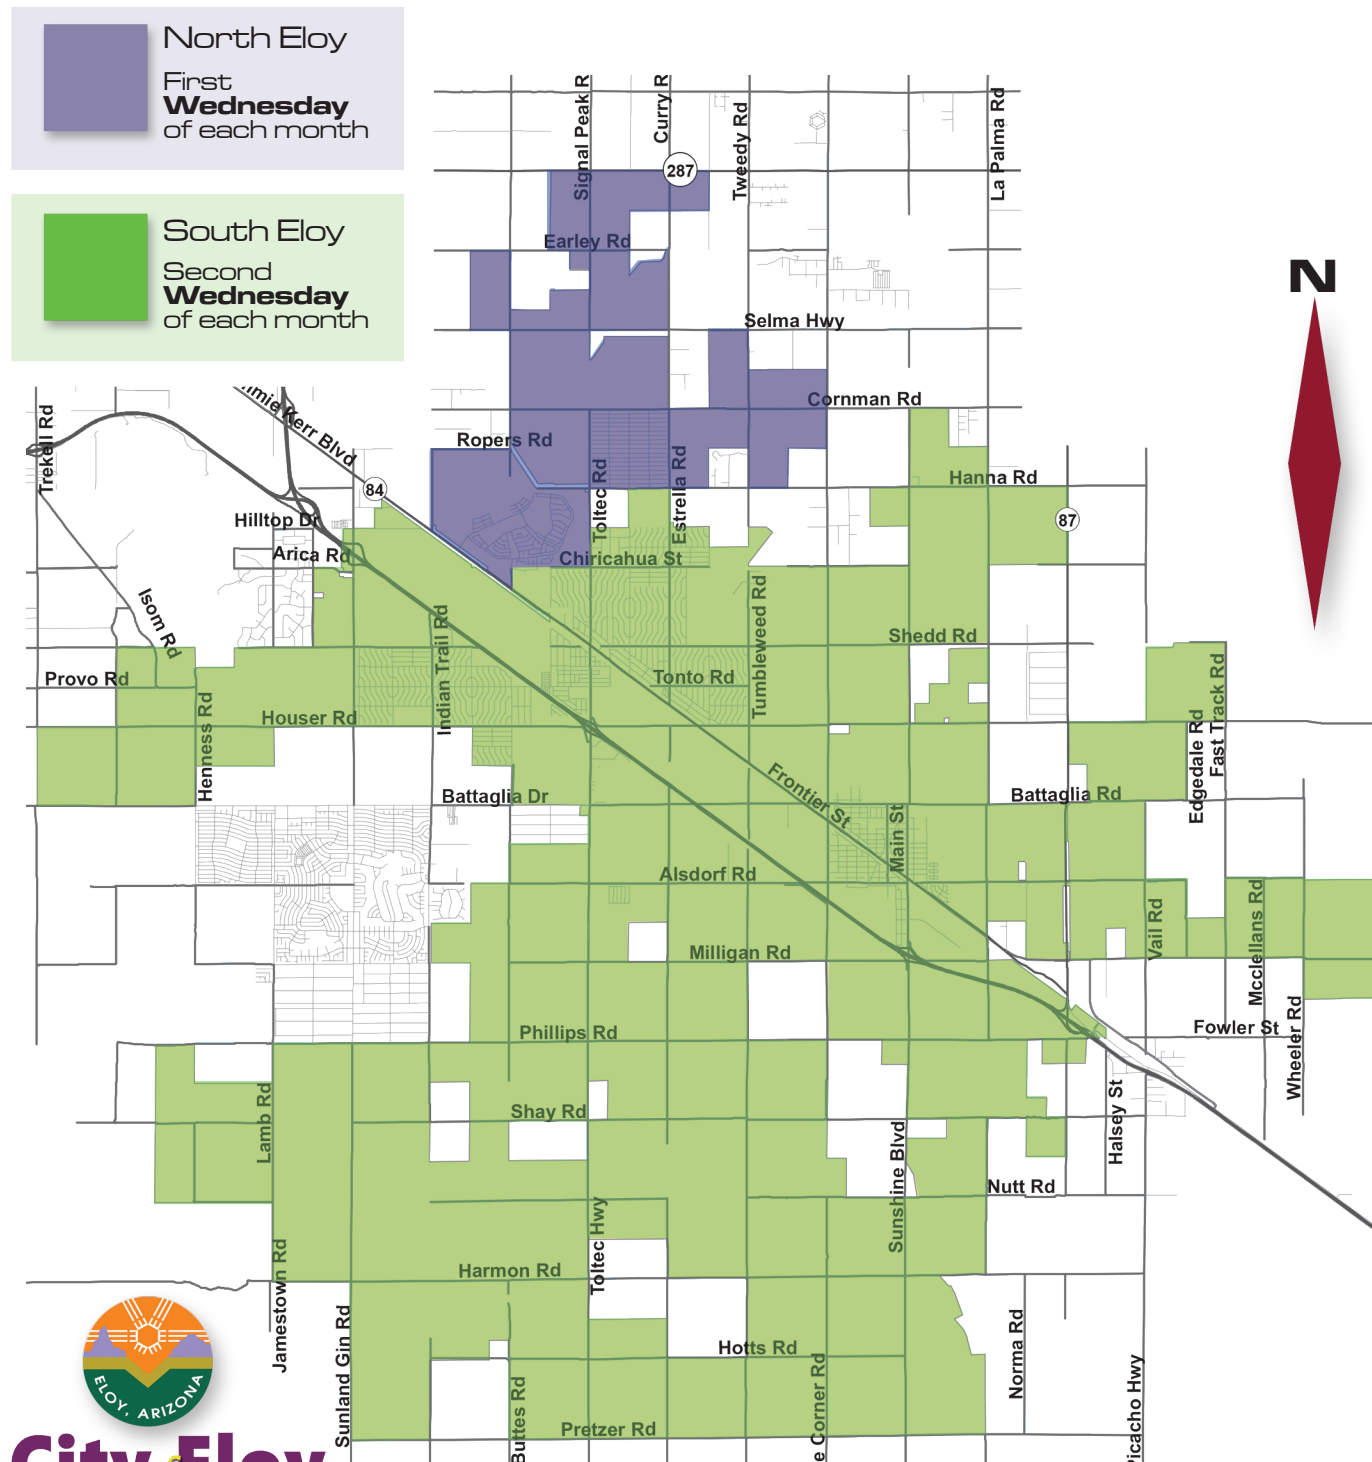 North Eloy
First
Wednesday
of each month
South Eloy
Second
Wednesday
of each month
N
Signal Peak R
Curry R
Tweedy Rd
La Palma Rd
287
Earley Rd
Selma Hwy
Cornman Rd
mmie Kerr Blvd
Trekell Rd
Ropers Rd
Toltec Rd
Estrella Rd
Hanna Rd
84
87
Hilltop Dr
Arica Rd
Chiricahua St
Isom Rd
Indian Trail Rd
Tumbleweed Rd
Shedd Rd
Provo Rd
Tonto Rd
Henness Rd
Houser Rd
Edgedale Rd
Fast Track Rd
Battaglia Dr
Frontier St
Main St
Battaglia Rd
Alsdorf Rd
Vail Rd
Mcclellans Rd
Milligan Rd
Phillips Rd
Fowler St
Wheeler Rd
Lamb Rd
Shay Rd
Halsey St
Sunshine Blvd
Nutt Rd
Toltec Hwy
Harmon Rd
Jamestown Rd
Sunland Gin Rd
Hotts Rd
Norma Rd
Buttes Rd
Pretzer Rd
e Corner Rd
Picacho Hwy
ELOY, ARIZONA
City of Eloy